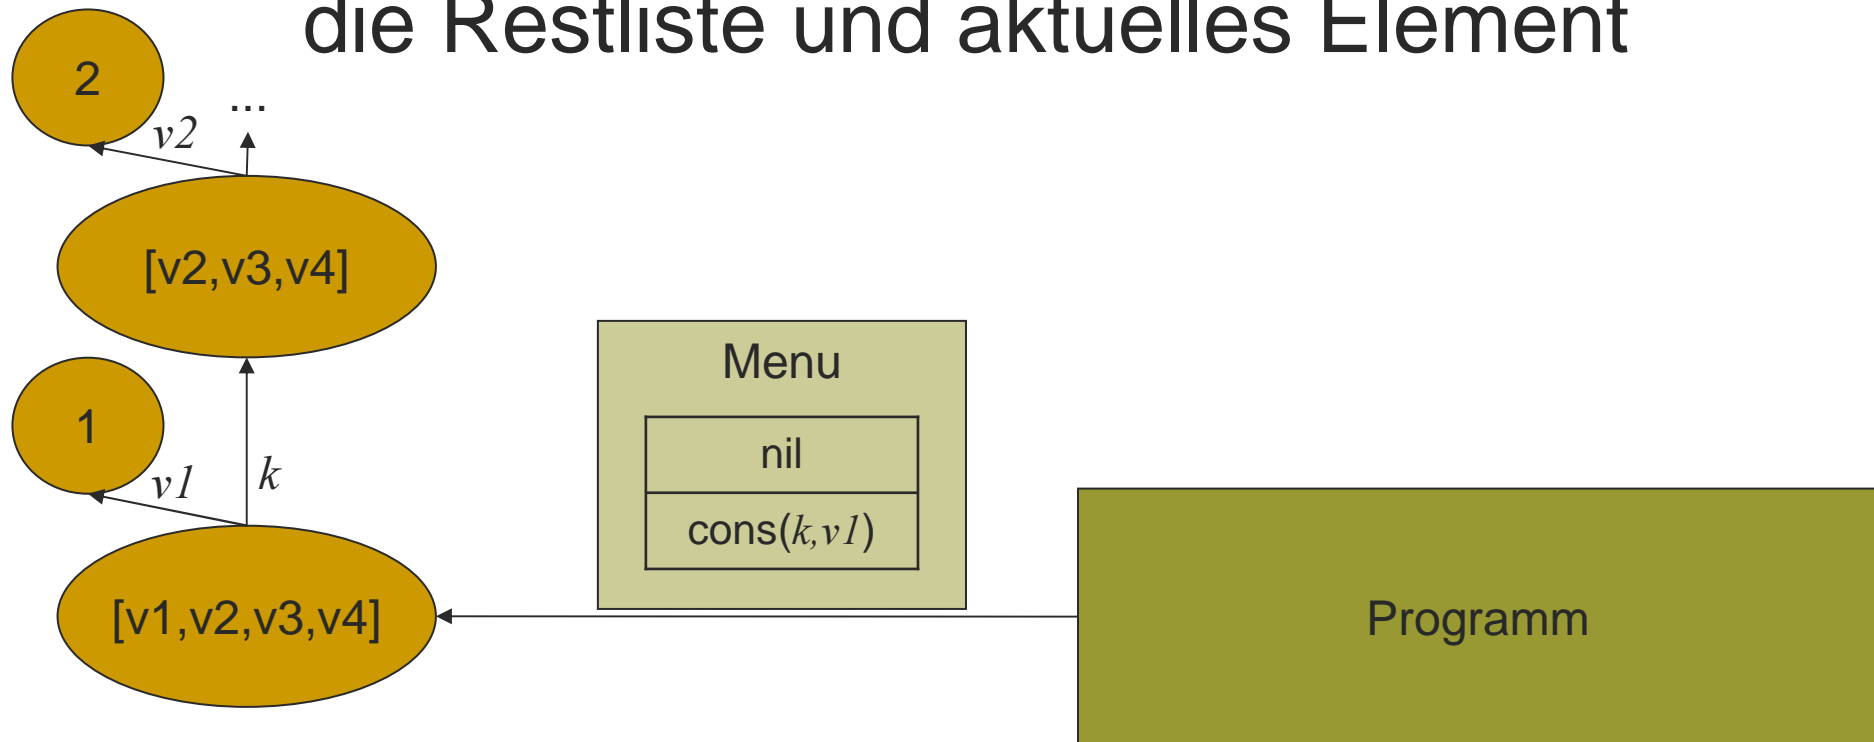 die Restliste und aktuelles Element
2
...
v2
[v2,v3,v4]
Menu
1
nil
v1
k
cons(k,v1)
[v1,v2,v3,v4]
Programm